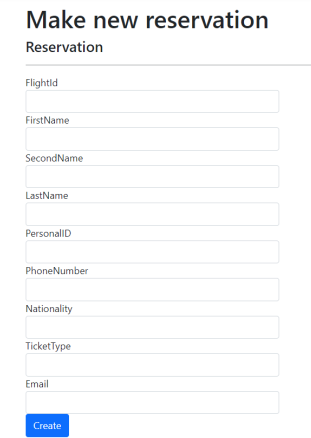 Make new reservation
Reservation
FlightId
FirstName
SecondName
LastName
PersonalID
PhoneNumber
Nationality
TicketType
Email
Create